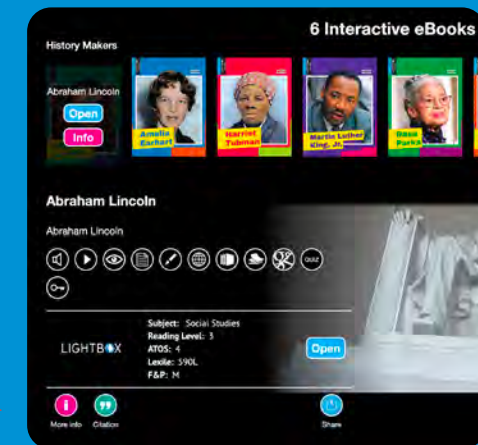 6 Interactive eBooks
History Makers
Abraham Lincoln
Open
Info
Amelia
Earhart
Harriet
Tubman
Martin Luther
King, Jr.
Rosa
Parks
Abraham Lincoln
Abraham Lincoln
QUIZ
LIGHTBOX
Subject: Social Studies
Reading Level: 3
ATOS: 4
Lexile: 590L
F&P: M
Open
More info
Citation
Share